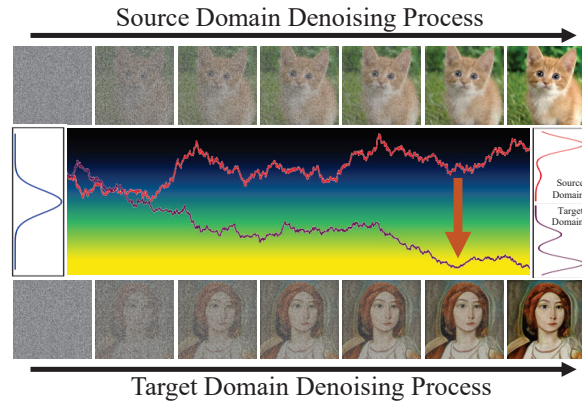 Source Domain Denoising Process
Source
Domain
Target
Domain
Target Domain Denoising Process